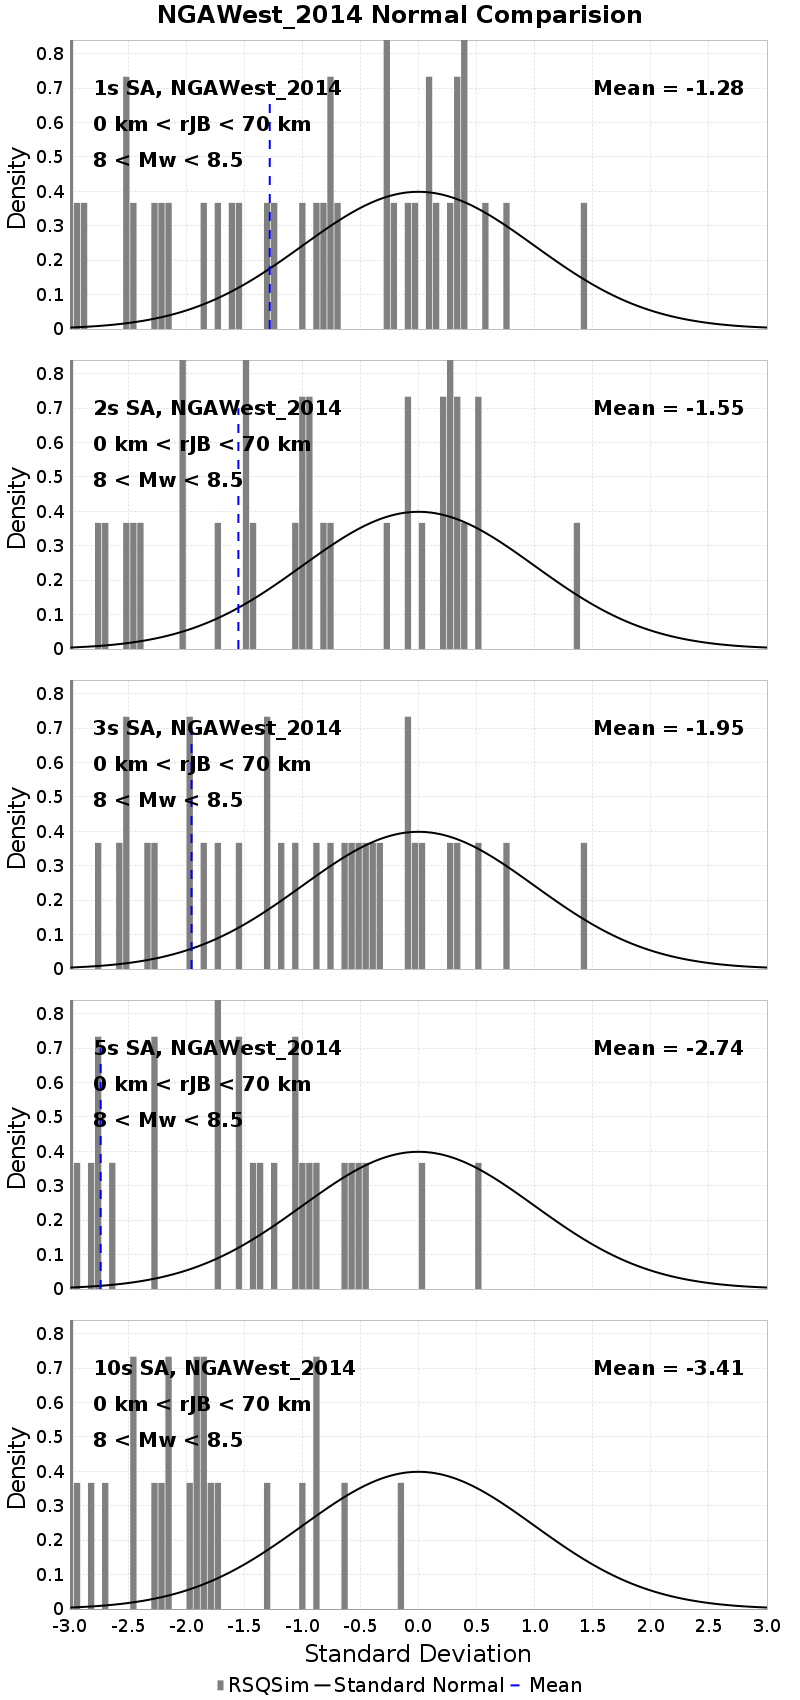 NGAWest_2014 Normal Comparision
0.8
0.7
0.6
0.5
0.4
0.3
0.2
0.1
0
Density
1s SA, NGAWest_2014
0 km < rJB < 70 km
8 < Mw < 8.5
Mean = -1.28
0.8
0.7
0.6
0.5
0.4
0.3
0.2
0.1
0
Density
2s SA, NGAWest_2014
0 km < rJB < 70 km
8 < Mw < 8.5
Mean = -1.55
0.8
0.7
0.6
0.5
0.4
0.3
0.2
0.1
0
Density
3s SA, NGAWest_2014
0 km < rJB < 70 km
8 < Mw < 8.5
Mean = -1.95
0.8
0.7
0.6
0.5
0.4
0.3
0.2
0.1
0
Density
5s SA, NGAWest_2014
0 km < rJB < 70 km
8 < Mw < 8.5
Mean = -2.74
0.8
0.7
0.6
0.5
0.4
0.3
0.2
0.1
0
Density
10s SA, NGAWest_2014
0 km < rJB < 70 km
8 < Mw < 8.5
Mean = -3.41
-3.0 -2.5 -2.0 -1.5 -1.0 -0.5 0.0 0.5 1.0 1.5 2.0 2.5 3.0
Standard Deviation
RSQSim Standard Normal Mean